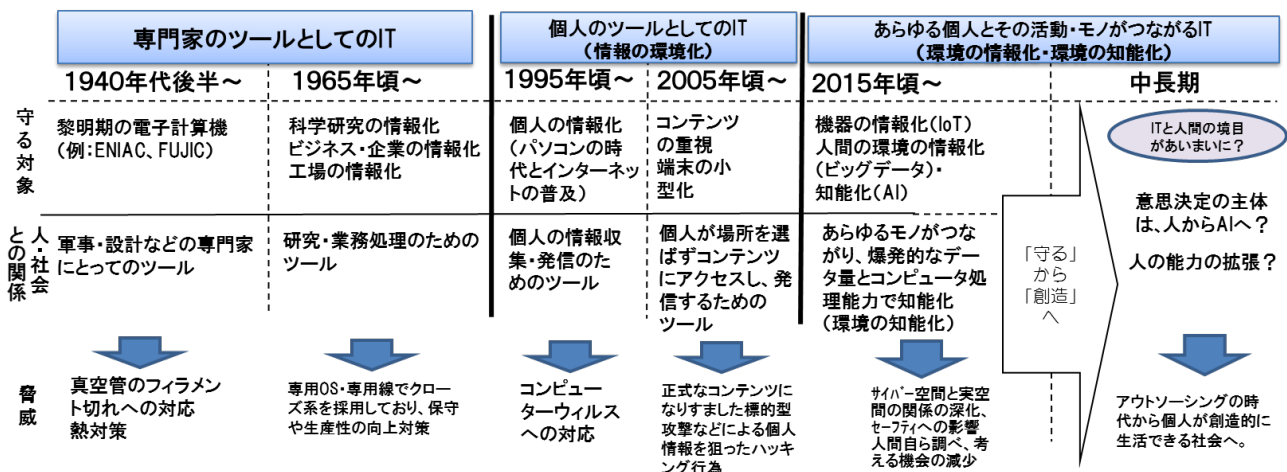 専門家のツールとしてのIT
個人のツールとしてのIT
(情報の環境化)
あらゆる個人とその活動・モノがつながるIT
(環境の情報化・環境の知能化)
1940年代後半～
1965年頃～
1995年頃～
2005年頃～
2015年頃～
中長期
守る対象
黎明期の電子計算機
(例:ENIAC、FUJIC)
科学研究の情報化
ビジネス・企業の情報化
工場の情報化
個人の情報化
(パソコンの時
代とインターネッ
トの普及)
コンテンツ
の重視
端末の小
型化
機器の情報化(IoT)
人間の環境の情報化
(ビッグデータ)・
知能化(AI)
ITと人間の境目
があいまいに？
意思決定の主体
は、人からAIへ？
人の能力の拡張？
人・社会
との関係
軍事・設計などの専門家
にとってのツール
研究・業務処理のための
ツール
個人の情報収
集・発信のた
めのツール
個人が場所を選
ばずコンテンツ
にアクセスし、発
信するための
ツール
あらゆるモノがつな
がり、爆発的なデー
タ量とコンピュータ処
理能力で知能化
(環境の知能化)
「守る」
から
「創造」
へ
脅威
真空管のフィラメン
ト切れへの対応
熱対策
専用OS・専用線でクロー
ズ系を採用しており、保守
や生産性の向上対策
コンピュー
ターウィルス
への対応
正式なコンテンツに
なりすました標的型
攻撃などによる個人
情報を狙ったハッキ
ング行為
サイバー空間と実空
間の関係の深化、
セーフティへの影響
人間自ら調べ、考
える機会の減少
アウトソーシングの時
代から個人が創造的に
生活できる社会へ。